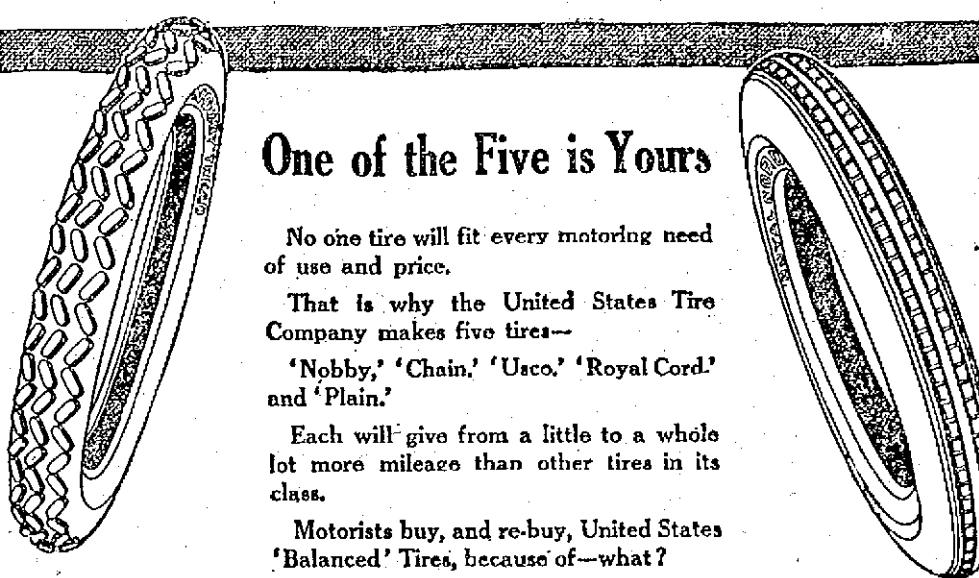 One of the Five is Yours
No one tire will fit every motoring need
of use and price.
That is why the United States Tire
Company makes five tires—
'Nobby,' 'Chain,' 'Usco,' 'Royal Cord,'
and 'Plain.'
Each will give from a little to a whole
lot more mileage than other tires in its
class.
Motorists buy, and re-buy, United States
'Balanced' Tires, because of—what?